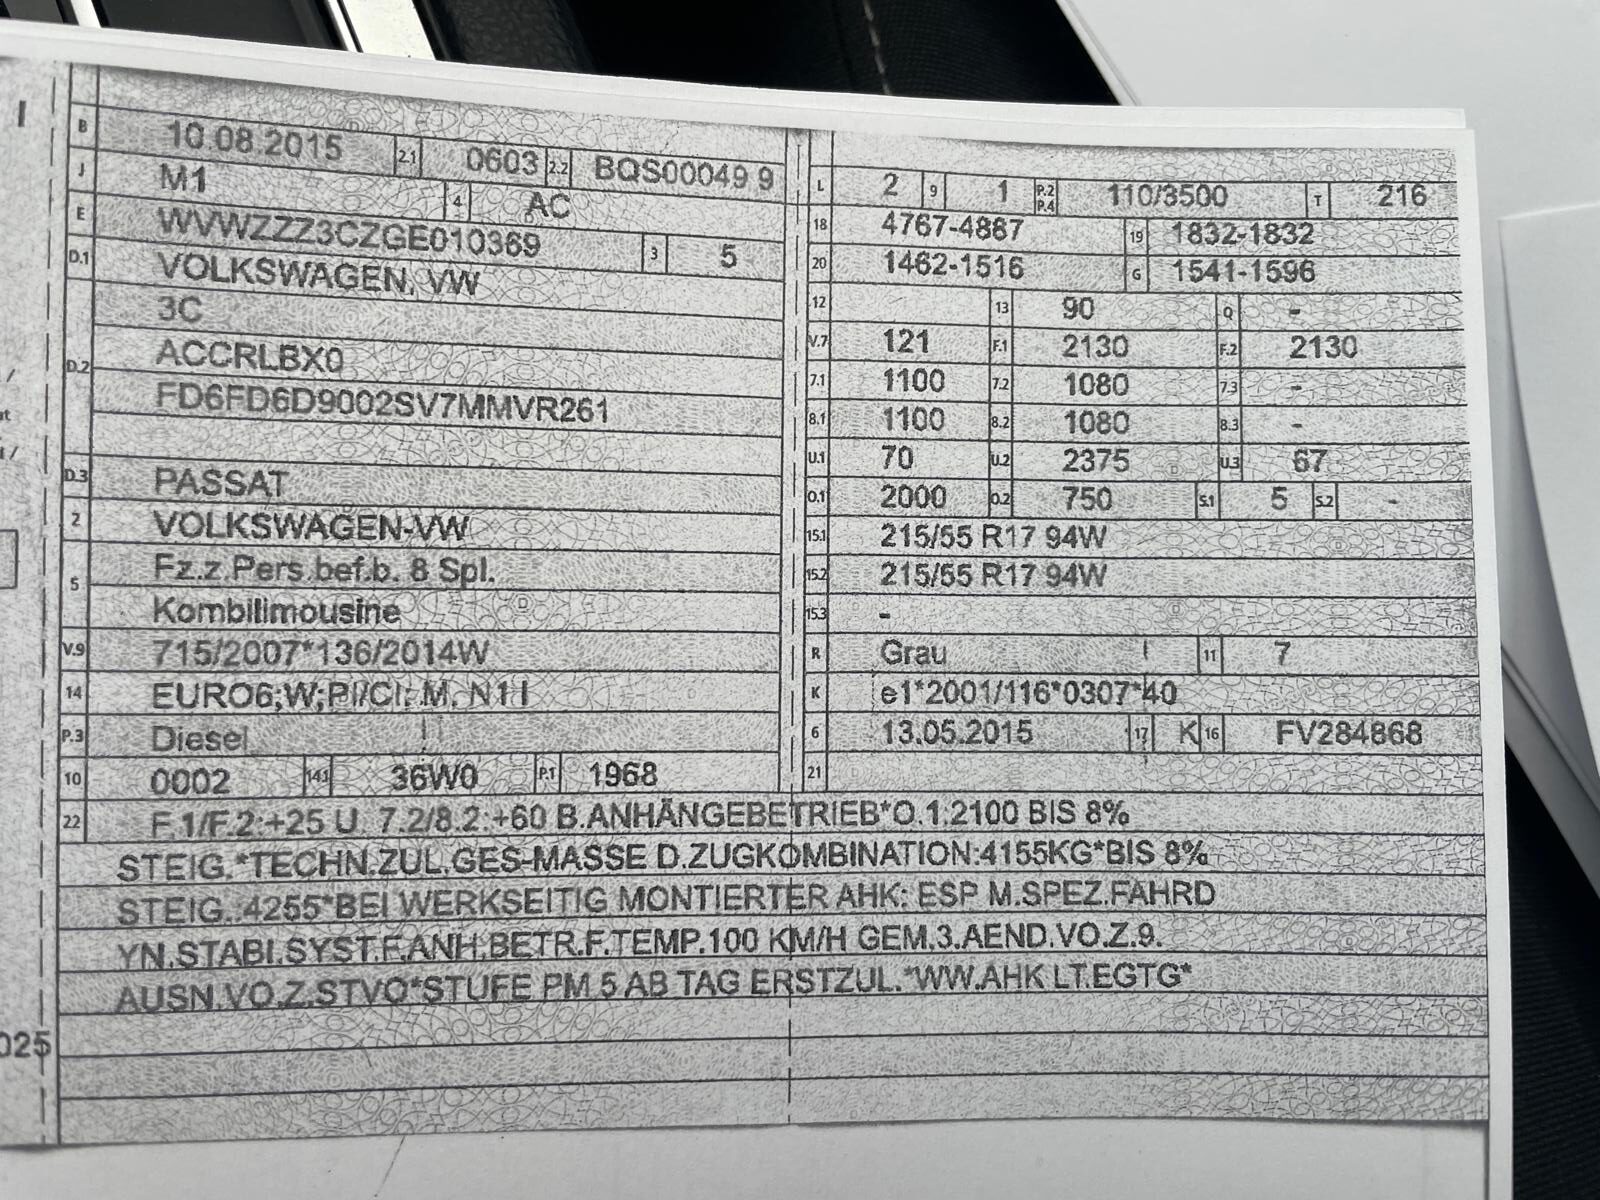 I
B 10.08.2015 2.1 0603 2.2 BQS00049 9
J M1 4 AC
E WVWZZZ3CZGE010369 3 5
D.1 VOLKSWAGEN, VW
3C
D.2 ACCRLBX0
FD6FD6D9002SV7MMVR261
D.3 PASSAT
2 VOLKSWAGEN-VW
5 Fz.z.Pers.bef.b. 8 Spl.
Kombilimousine
V.9 715/2007*136/2014W
14 EURO6;W;PI/CI; M, N1 I
P.3 Diesel
10 0002 14.1 36W0 P.1 1968
L 2 9 1 P.2 P.4 110/3500 T 216
18 4767-4887 19 1832-1832
20 1462-1516 G 1541-1596
12 13 90 Q -
V.7 121 F.1 2130 F.2 2130
7.1 1100 7.2 1080 7.3 -
8.1 1100 8.2 1080 8.3 -
U.1 70 U.2 2375 U.3 67
O.1 2000 O.2 750 S.1 5 S.2 -
15.1 215/55 R17 94W
15.2 215/55 R17 94W
15.3 -
R Grau 11 7
K e1*2001/116*0307*40
6 13.05.2015 17 K 16 FV284868
21
22 F.1/F.2:+25 U. 7.2/8.2:+60 B.ANHÄNGEBETRIEB*O.1:2100 BIS 8%
STEIG.*TECHN.ZUL.GES-MASSE D.ZUGKOMBINATION:4155KG*BIS 8%
STEIG.:4255*BEI WERKSEITIG MONTIERTER AHK: ESP M.SPEZ.FAHRD
YN.STABI.SYST.F.ANH.BETR.F.TEMP.100 KM/H GEM.3.AEND.VO.Z.9.
AUSN.VO.Z.STVO*STUFE PM 5 AB TAG ERSTZUL.*WW.AHK LT.EGTG*
025